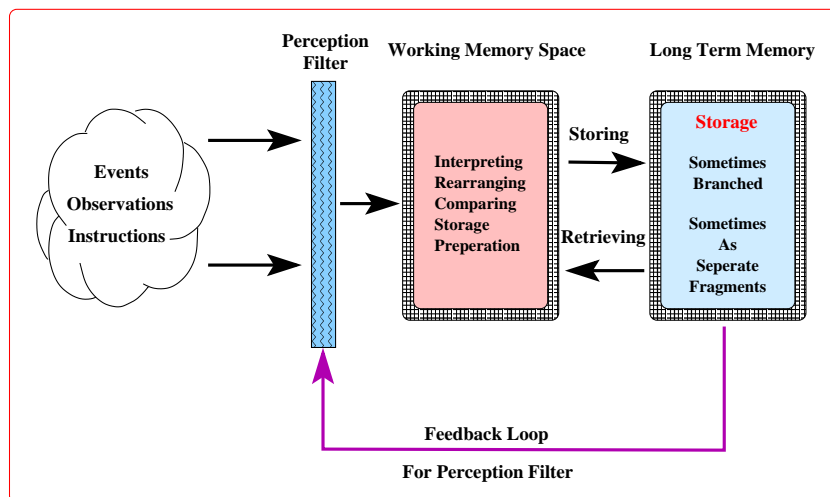 Perception
Filter
Working Memory Space
Long Term Memory
Events
Observations
Instructions
Interpreting
Rearranging
Comparing
Storage
Preperation
Storing
Retrieving
Storage
Sometimes
Branched
Sometimes
As
Seperate
Fragments
Feedback Loop
For Perception Filter